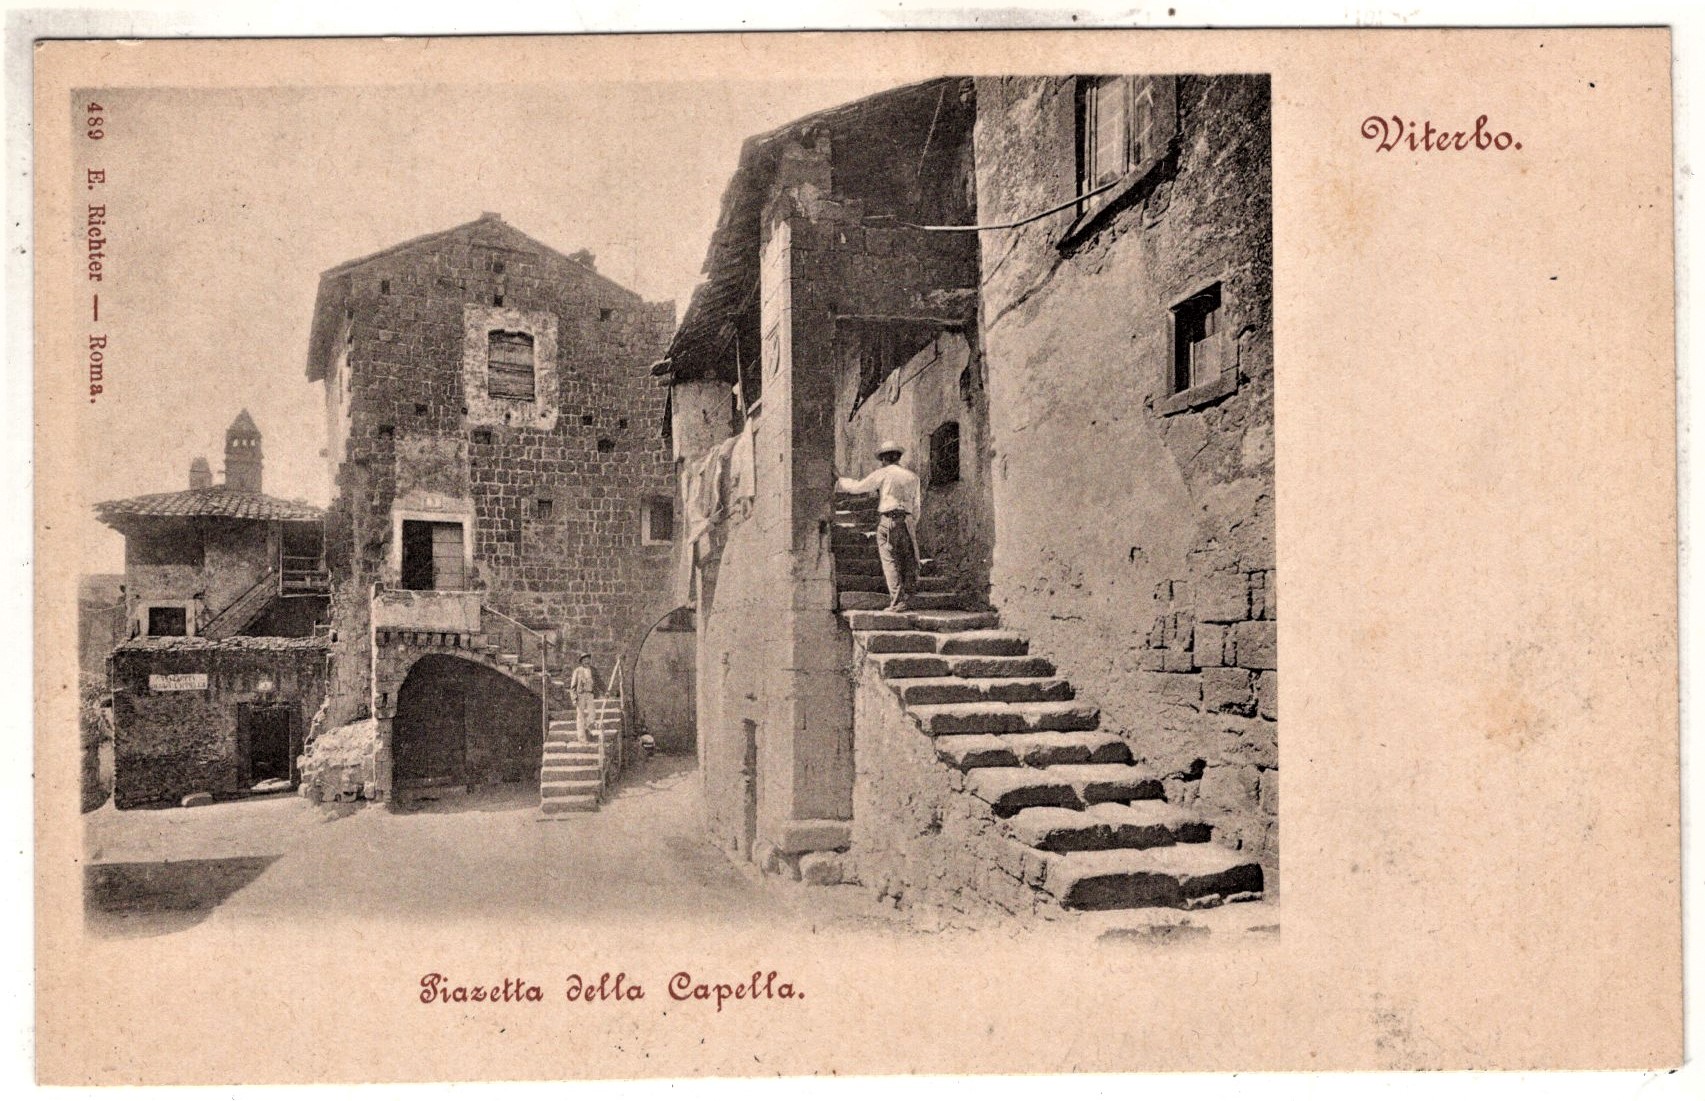 Viterbo.
489 E. Richter — Roma.
Piazetta della Capella.